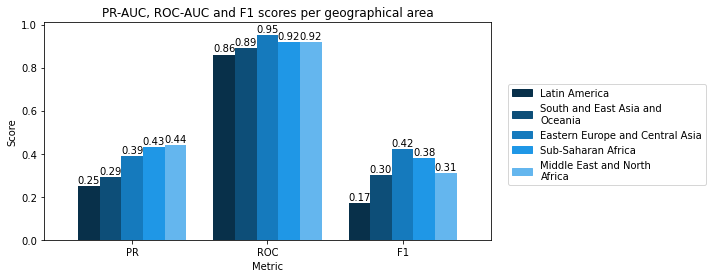 PR-AUC, ROC-AUC and F1 scores per geographical area
1.0
0.8
0.6
0.4
0.2
0.0
Score
0.25
0.29
0.39
0.43
0.44
0.86
0.89
0.95
0.92
0.92
0.17
0.30
0.42
0.38
0.31
PR
ROC
F1
Metric
Latin America
South and East Asia and
Oceania
Eastern Europe and Central Asia
Sub-Saharan Africa
Middle East and North
Africa